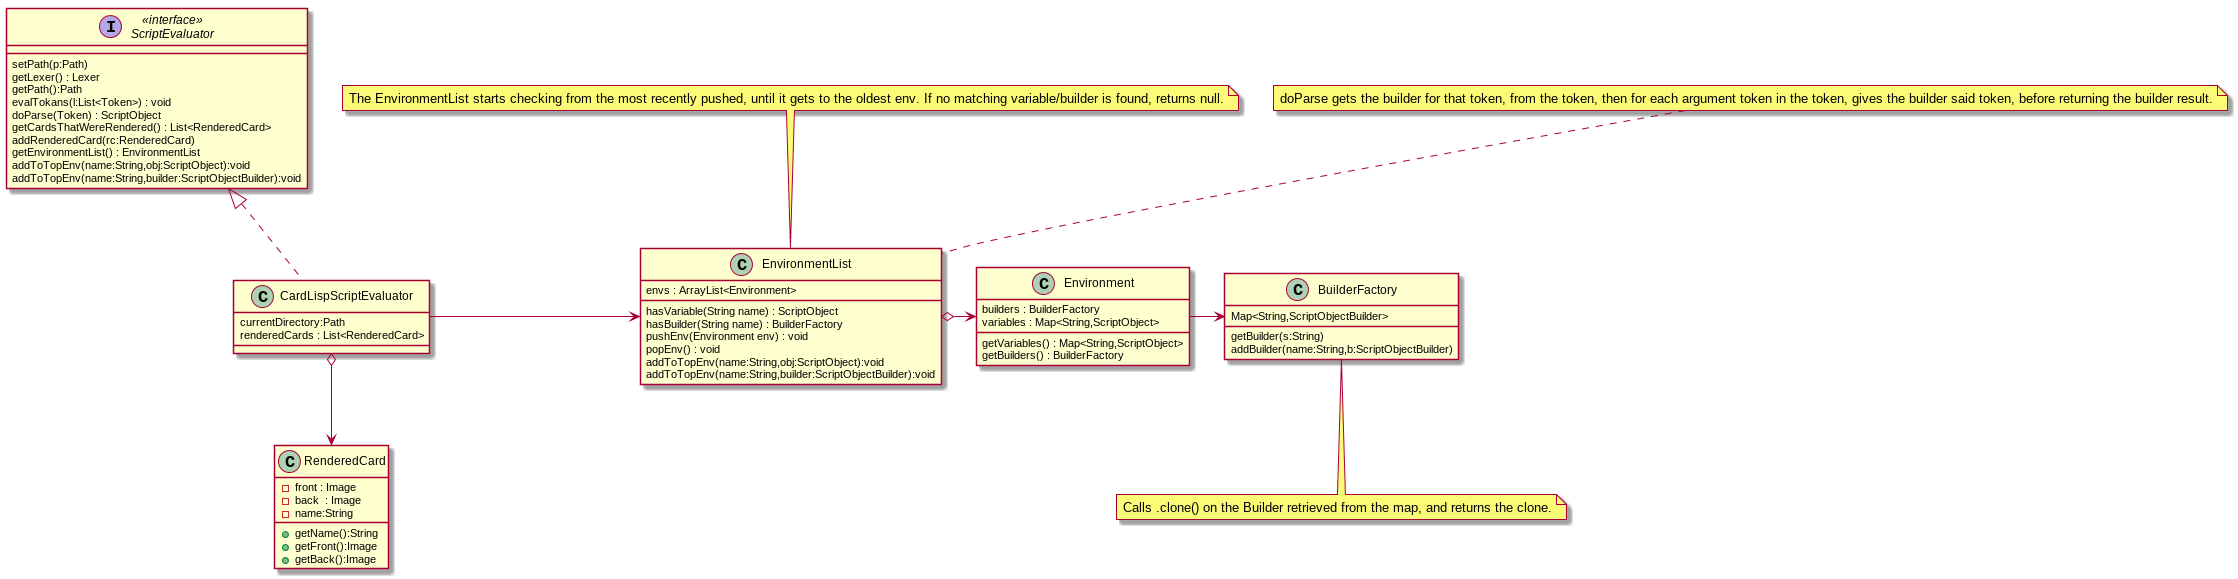 I
«interface»
ScriptEvaluator
setPath(p:Path)
getLexer() : Lexer
getPath():Path
evalTokans(l:List<Token>) : void
doParse(Token) : ScriptObject
getCardsThatWereRendered() : List<RenderedCard>
addRenderedCard(rc:RenderedCard)
getEnvironmentList() : EnvironmentList
addToTopEnv(name:String,obj:ScriptObject):void
addToTopEnv(name:String,builder:ScriptObjectBuilder):void
The EnvironmentList starts checking from the most recently pushed, until it gets to the oldest env. If no matching variable/builder is found, returns null.
doParse gets the builder for that token, from the token, then for each argument token in the token, gives the builder said token, before returning the builder result.
C CardLispScriptEvaluator
currentDirectory:Path
renderedCards : List<RenderedCard>
C EnvironmentList
envs : ArrayList<Environment>
hasVariable(String name) : ScriptObject
hasBuilder(String name) : BuilderFactory
pushEnv(Environment env) : void
popEnv() : void
addToTopEnv(name:String,obj:ScriptObject):void
addToTopEnv(name:String,builder:ScriptObjectBuilder):void
C Environment
builders : BuilderFactory
variables : Map<String,ScriptObject>
getVariables() : Map<String,ScriptObject>
getBuilders() : BuilderFactory
C BuilderFactory
Map<String,ScriptObjectBuilder>
getBuilder(s:String)
addBuilder(name:String,b:ScriptObjectBuilder)
C RenderedCard
front : Image
back : Image
name:String
getName():String
getFront():Image
getBack():Image
Calls .clone() on the Builder retrieved from the map, and returns the clone.